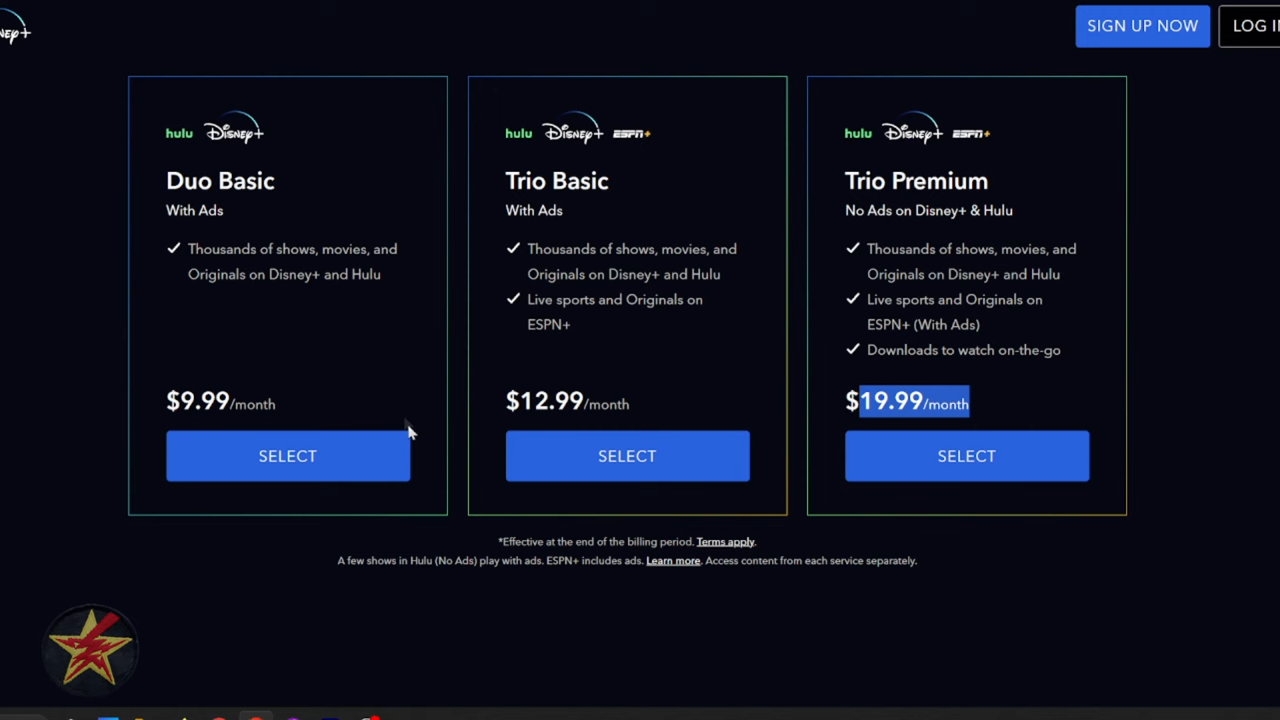 SIGN UP NOW
hulu Disney+
Duo Basic
With Ads
Thousands of shows, movies, and
Originals on Disney+ and Hulu
$9.99/month
SELECT
hulu Disney+ ESPN+
Trio Basic
With Ads
Thousands of shows, movies, and
Originals on Disney+ and Hulu
Live sports and Originals on
ESPN+
$12.99/month
SELECT
hulu Disney+ ESPN+
Trio Premium
No Ads on Disney+ & Hulu
Thousands of shows, movies, and
Originals on Disney+ and Hulu
Live sports and Originals on
ESPN+ (With Ads)
Downloads to watch on-the-go
$19.99/month
SELECT
*Effective at the end of the billing period. Terms apply.
A few shows in Hulu (No Ads) play with ads. ESPN+ includes ads. Learn more. Access content from each service separately.